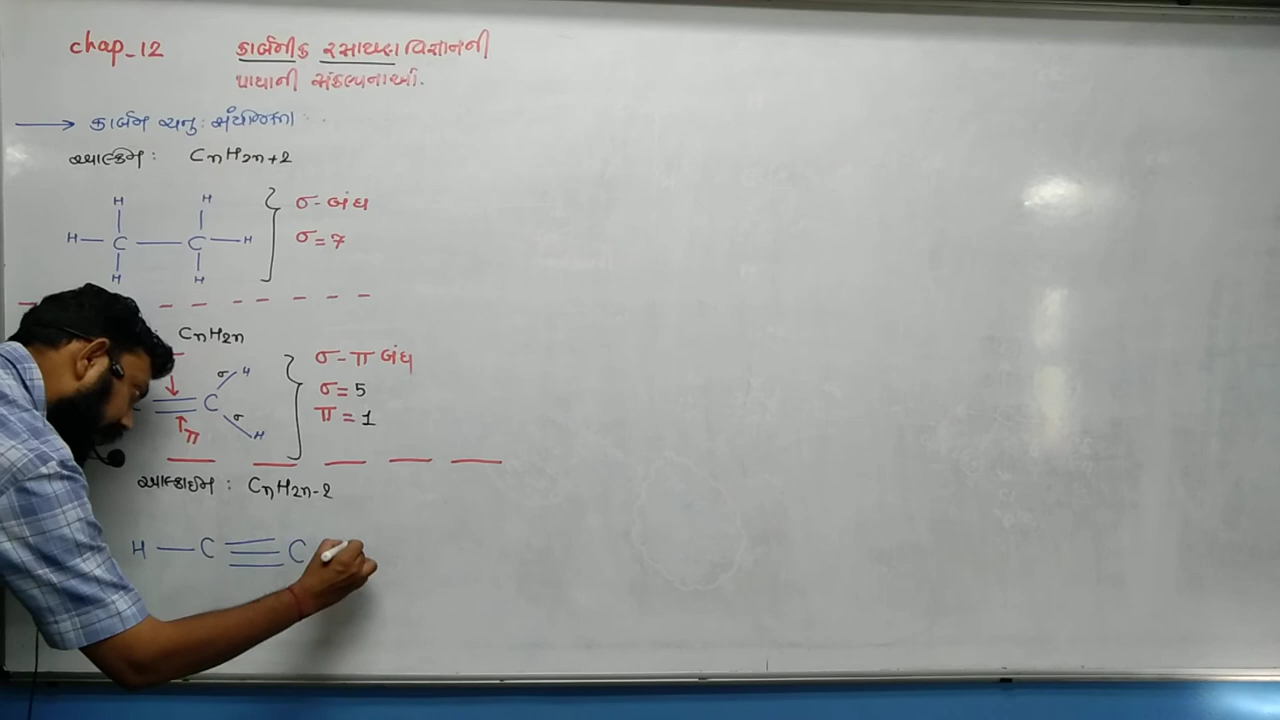 chap_12 કાર્બનીક રસાયણ વિજ્ઞાનની
પાયાની સંકલ્પનાઓ.
→ કાર્બન ચતુ: સંયોજકતા
આલ્કેન : CnH2n+2
H H
H — C — C — H
H H
σ - બંધ
σ = 7
CnH2n
σ H
C
σ H
π
σ - π બંધ
σ = 5
π = 1
આલ્કાઇન : CnH2n-2
H — C ≡ C